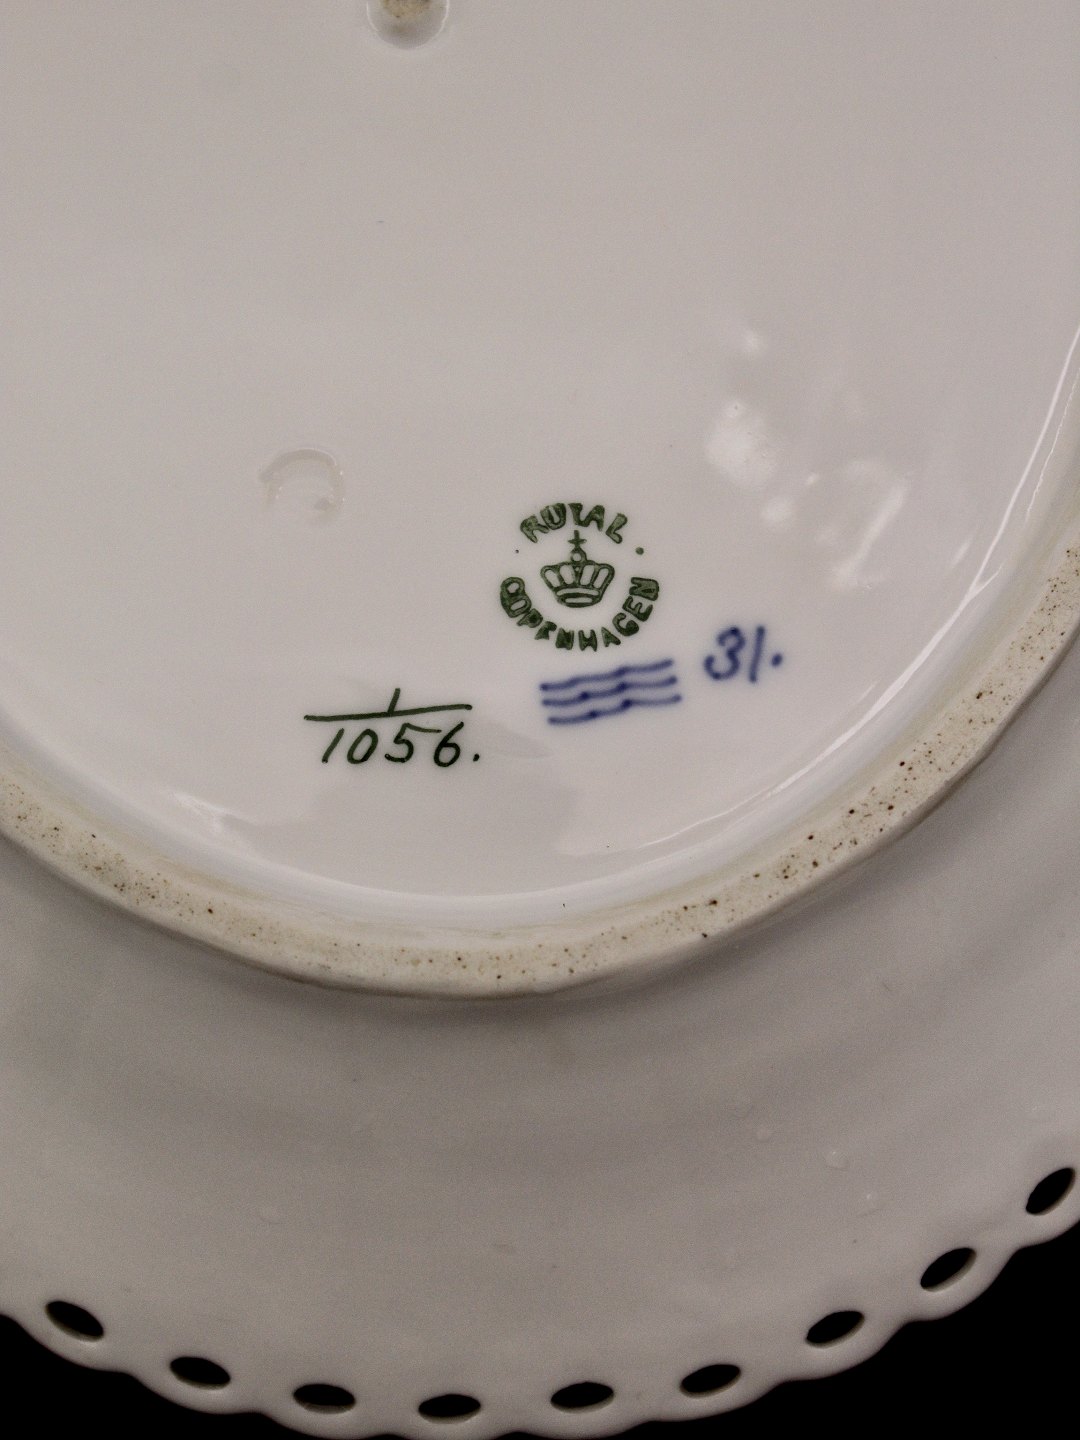 ROYAL
COPENHAGEN
31.
1
1056.